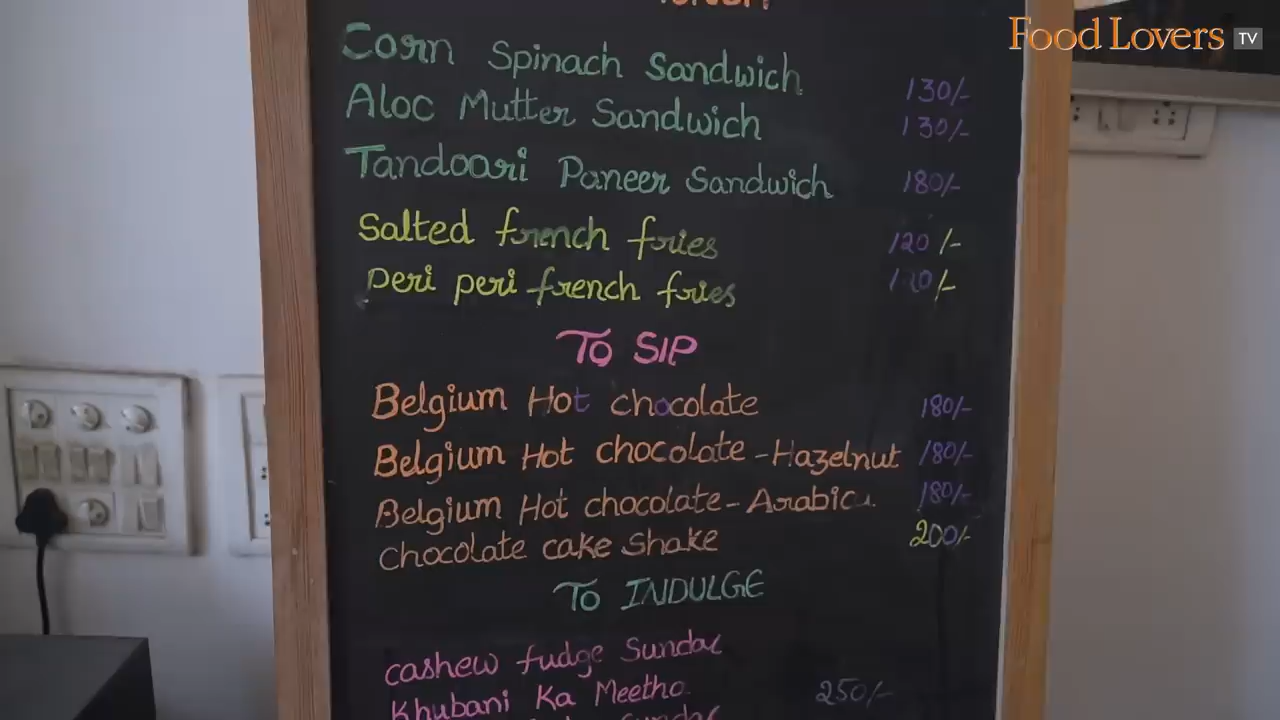 Food Lovers TV
Corn Spinach Sandwich 130/-
Aloo Mutter Sandwich 130/-
Tandoori Paneer Sandwich 180/-
Salted french fries 120/-
Peri peri french fries 120/-
TO SIP
Belgium Hot chocolate 180/-
Belgium Hot chocolate - Hazelnut 180/-
Belgium Hot chocolate - Arabica 180/-
chocolate cake shake 200/-
TO INDULGE
cashew fudge Sundae
Khubani Ka Meetha 250/-
Sundae